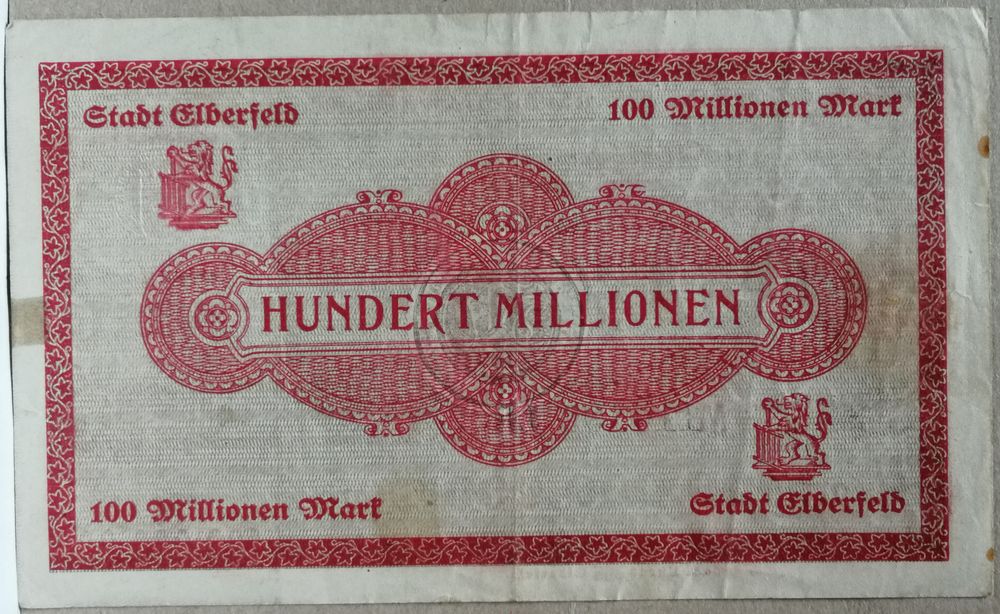 Stadt Elberfeld
100 Millionen Mark
HUNDERT MILLIONEN
100 Millionen Mark
Stadt Elberfeld